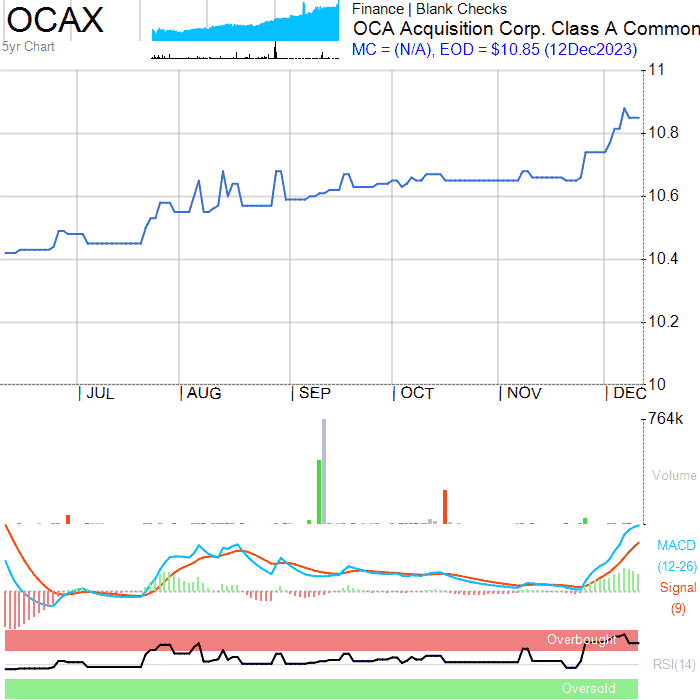 OCAX
5yr Chart
Finance | Blank Checks
OCA Acquisition Corp. Class A Common
MC = (N/A), EOD = $10.85 (12Dec2023)
11
10.8
10.6
10.4
10.2
10
| JUL | AUG | SEP | OCT | NOV | DEC
764k
Volume
MACD
(12-26)
Signal
(9)
Overbought
RSI(14)
Oversold